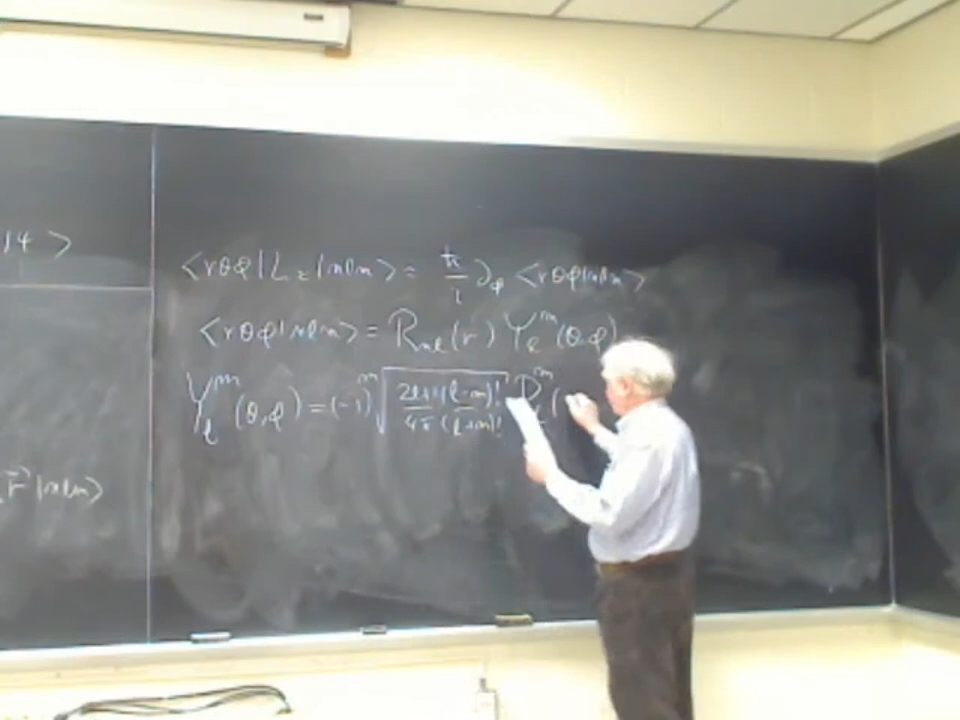 14 >
<rθφ|L_z|nlm> = ħ/i ∂_φ <rθφ|nlm>
<rθφ|nlm> = R_nl(r) Y_l^m(θ,φ)
Y_l^m(θ,φ) = (-1)^m √(2l+1/4π (l-m)!/(l+m)!) P_l^m(
r⃗ |nlm>